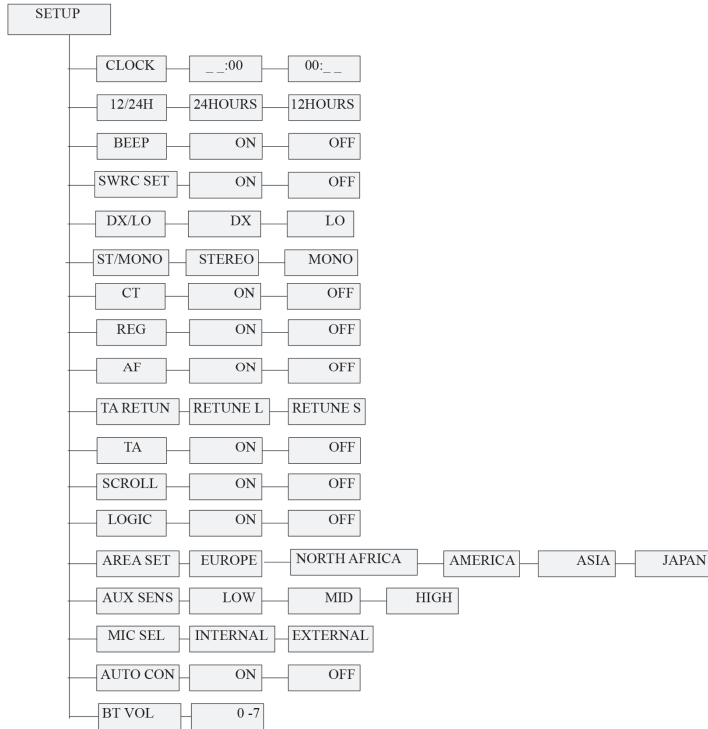 SETUP
CLOCK _ _:00 00:_ _
12/24H 24HOURS 12HOURS
BEEP ON OFF
SWRC SET ON OFF
DX/LO DX LO
ST/MONO STEREO MONO
CT ON OFF
REG ON OFF
AF ON OFF
TA RETUN RETUNE L RETUNE S
TA ON OFF
SCROLL ON OFF
LOGIC ON OFF
AREA SET EUROPE NORTH AFRICA AMERICA ASIA JAPAN
AUX SENS LOW MID HIGH
MIC SEL INTERNAL EXTERNAL
AUTO CON ON OFF
BT VOL 0 -7